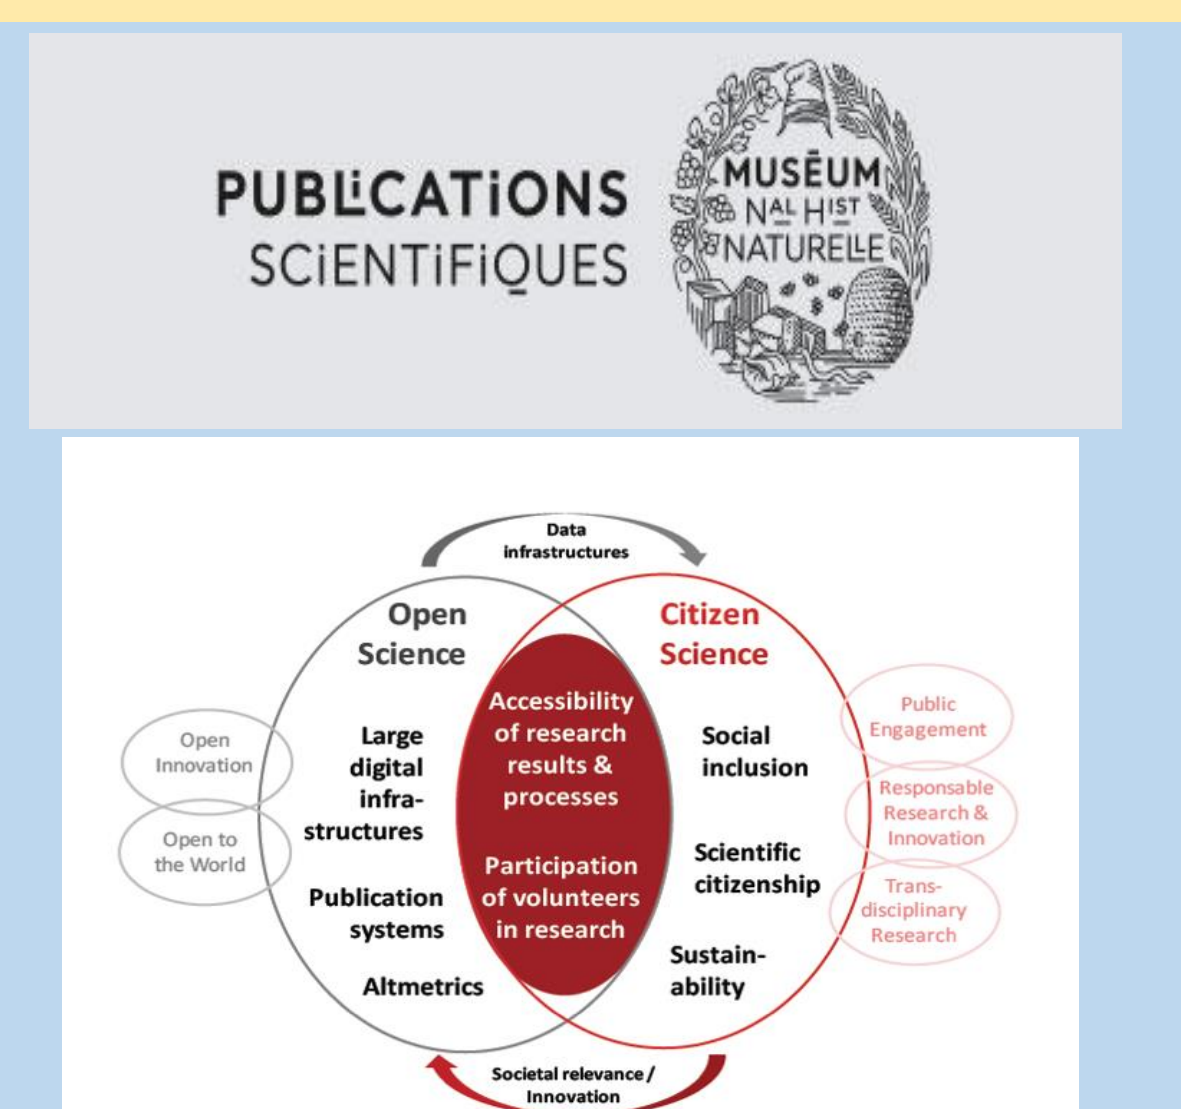 PUBLiCATiONS
SCiENTiFiQUES
MUSĒUM
NAL HIST
NATURELLE
Data
infrastructures
Open
Science
Citizen
Science
Accessibility
of research
results &
processes
Participation
of volunteers
in research
Large
digital
infra-
structures
Publication
systems
Altmetrics
Social
inclusion
Scientific
citizenship
Sustain-
ability
Open
Innovation
Open to
the World
Public
Engagement
Responsable
Research &
Innovation
Trans-
disciplinary
Research
Societal relevance /
Innovation